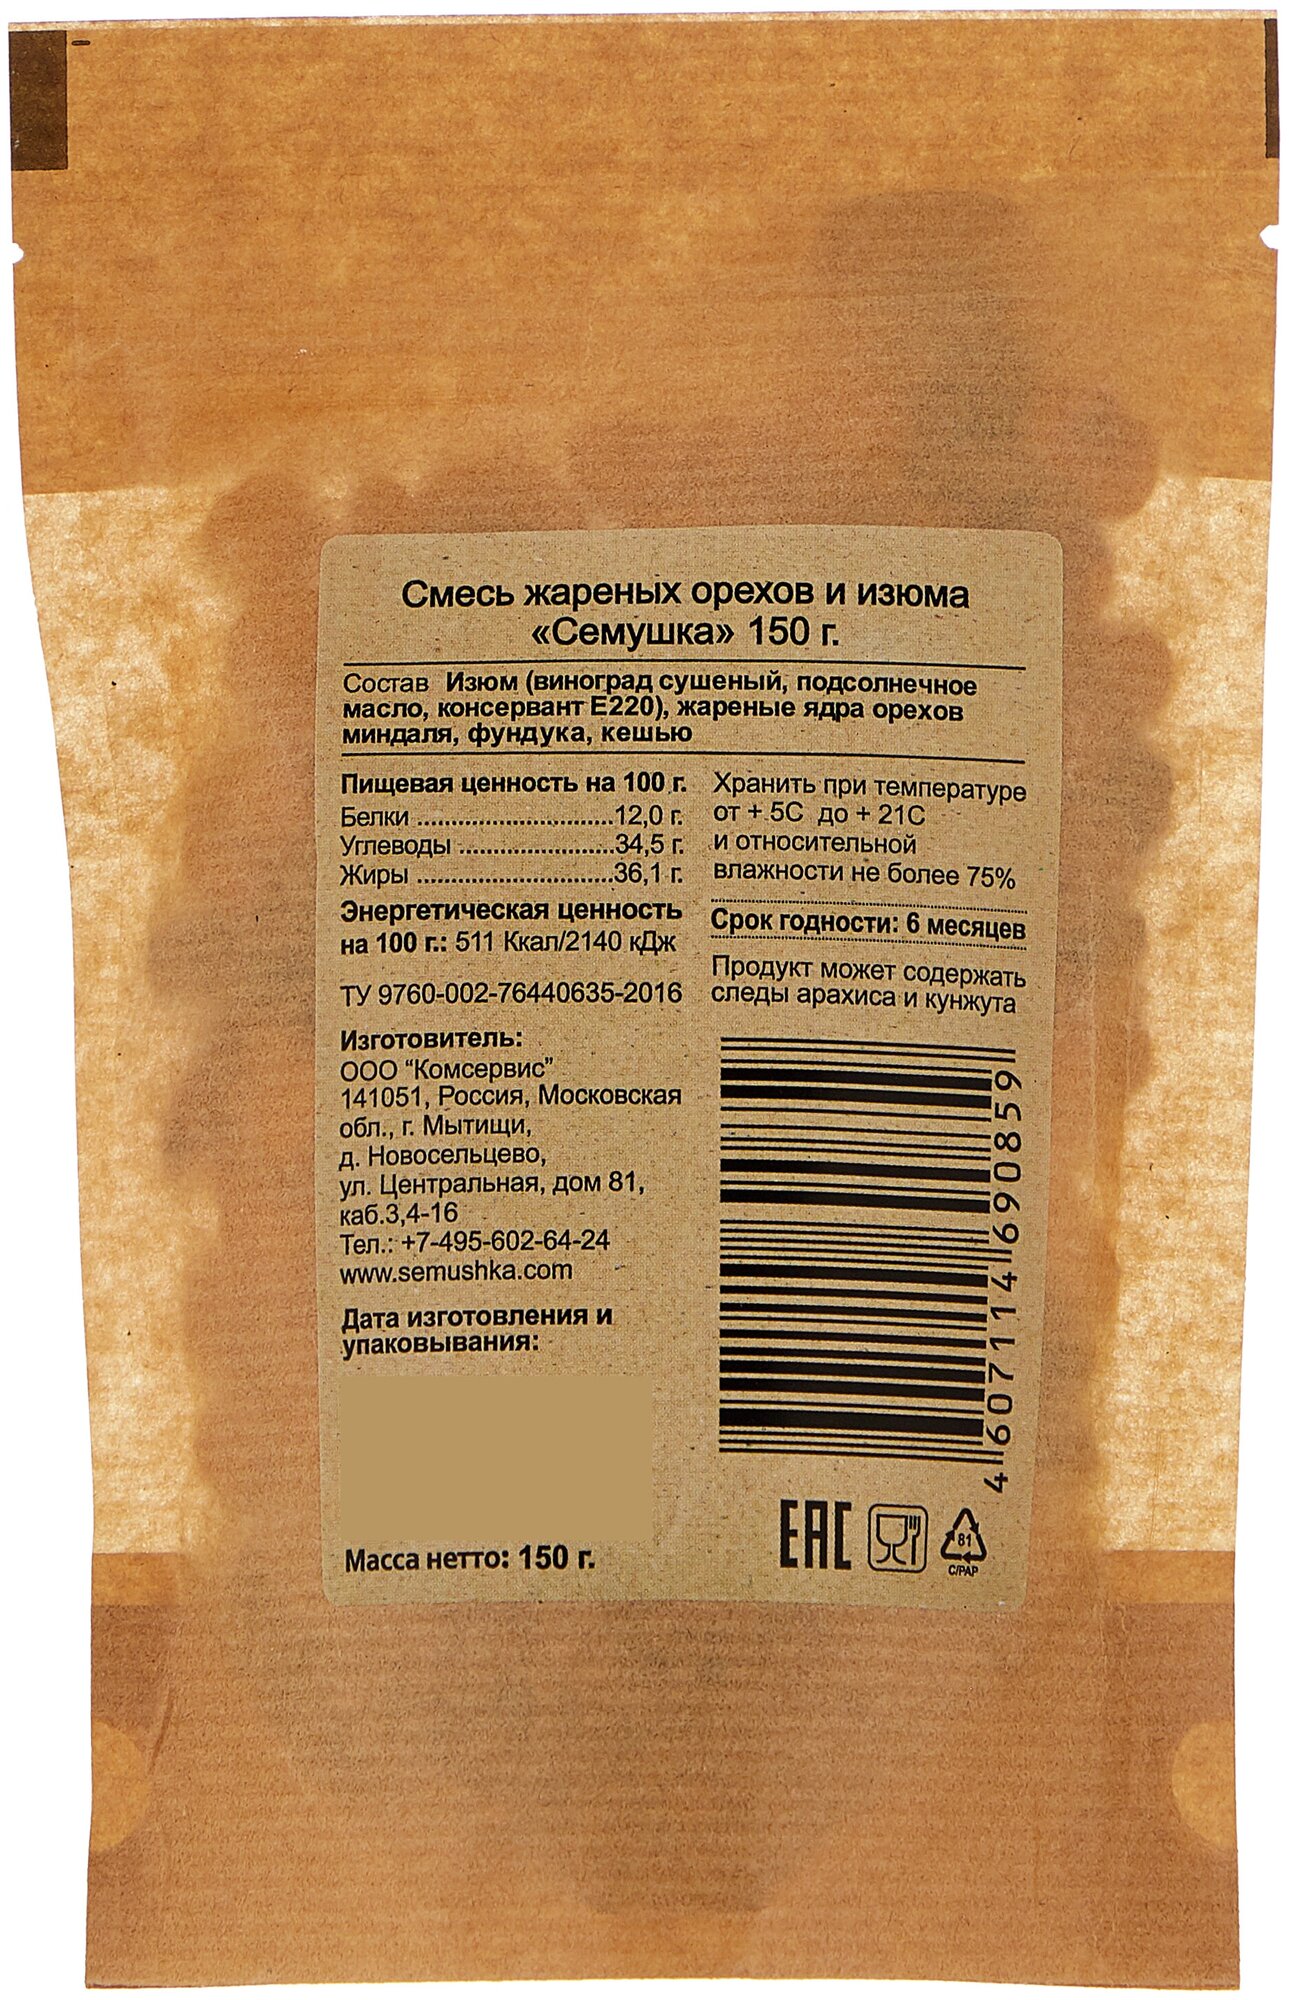 Смесь жареных орехов и изюма
«Семушка» 150 г.
Состав Изюм (виноград сушеный, подсолнечное
масло, консервант Е220), жареные ядра орехов
миндаля, фундука, кешью
Пищевая ценность на 100 г.
Белки .............................12,0 г.
Углеводы .......................34,5 г.
Жиры .............................36,1 г.
Энергетическая ценность
на 100 г.: 511 Ккал/2140 кДж
ТУ 9760-002-76440635-2016
Изготовитель:
ООО "Комсервис"
141051, Россия, Московская
обл., г. Мытищи,
д. Новосельцево,
ул. Центральная, дом 81,
каб.3,4-16
Тел.: +7-495-602-64-24
www.semushka.com
Дата изготовления и
упаковывания:
Масса нетто: 150 г.
Хранить при температуре
от + 5С до + 21С
и относительной
влажности не более 75%
Срок годности: 6 месяцев
Продукт может содержать
следы арахиса и кунжута
4 607114 690859
EAC
81
C/PAP